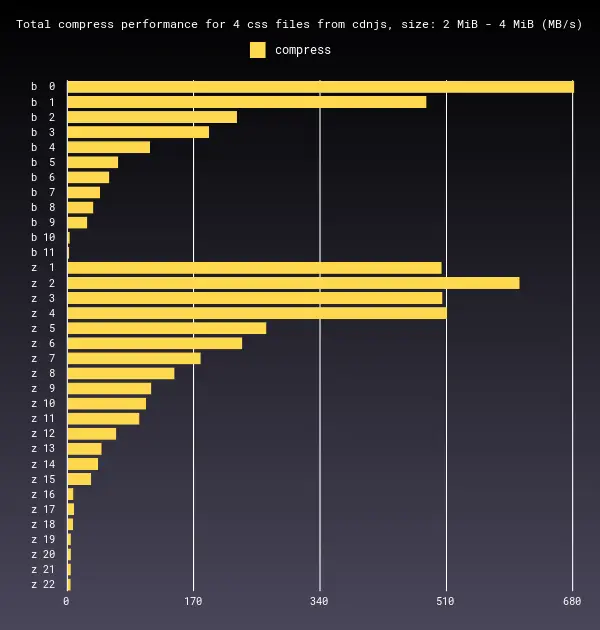 Total compress performance for 4 css files from cdnjs, size: 2 MiB - 4 MiB (MB/s)
compress
b 0
b 1
b 2
b 3
b 4
b 5
b 6
b 7
b 8
b 9
b 10
b 11
z 1
z 2
z 3
z 4
z 5
z 6
z 7
z 8
z 9
z 10
z 11
z 12
z 13
z 14
z 15
z 16
z 17
z 18
z 19
z 20
z 21
z 22
0 170 340 510 680